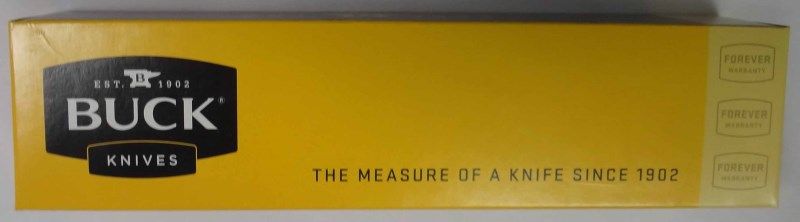 EST. B 1902
BUCK®
KNIVES
THE MEASURE OF A KNIFE SINCE 1902
FOREVER
WARRANTY
FOREVER
WARRANTY
FOREVER
WARRANTY